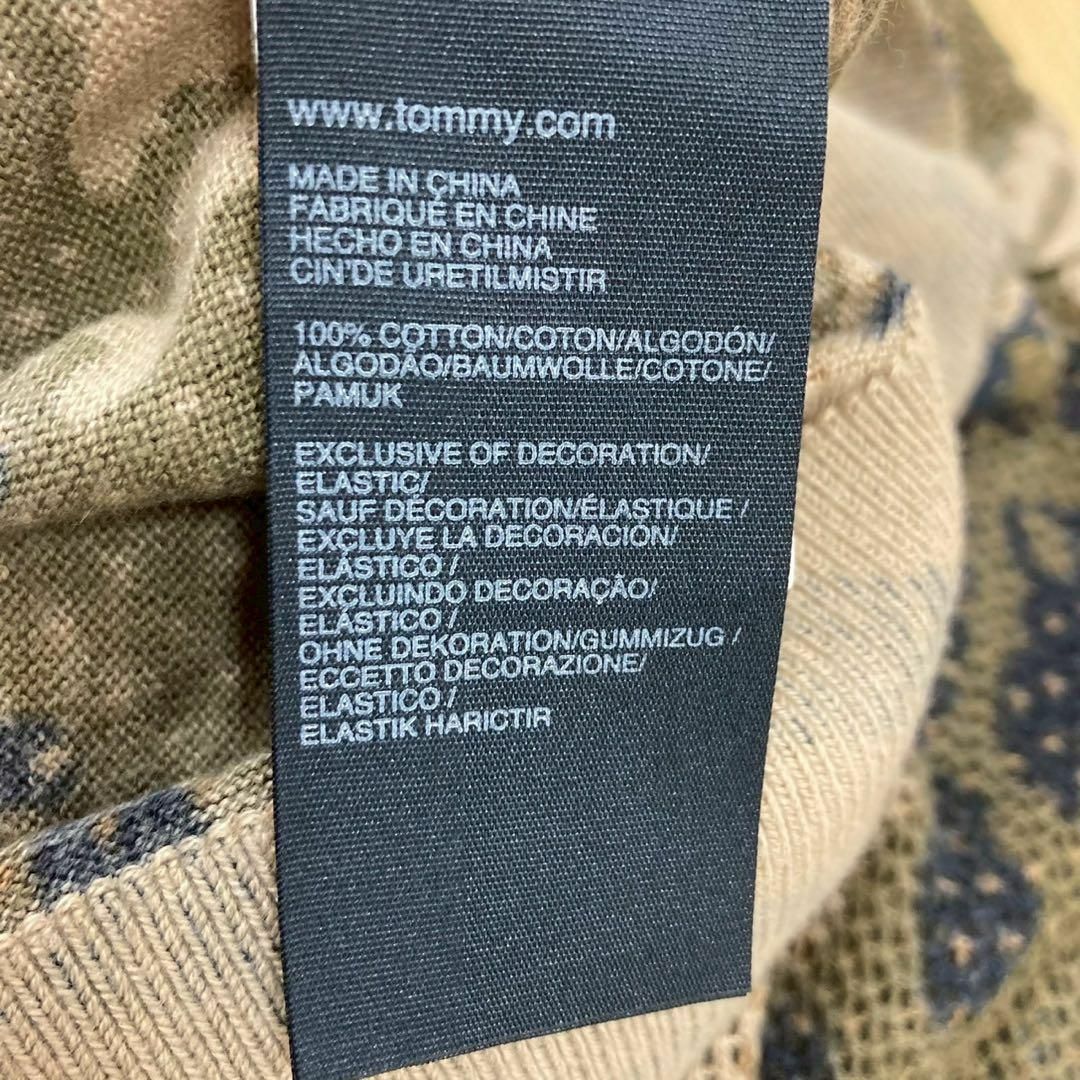 www.tommy.com
MADE IN CHINA
FABRIQUÉ EN CHINE
HECHO EN CHINA
CIN'DE URETILMISTIR
100% COTTON/COTON/ALGODÓN/
ALGODÃO/BAUMWOLLE/COTONE/
PAMUK
EXCLUSIVE OF DECORATION/
ELASTIC/
SAUF DÉCORATION/ÉLASTIQUE /
EXCLUYE LA DECORACIÓN/
ELÁSTICO /
EXCLUINDO DECORAÇÃO/
ELÁSTICO /
OHNE DEKORATION/GUMMIZUG /
ECCETTO DECORAZIONE/
ELASTICO /
ELASTIK HARICTIR